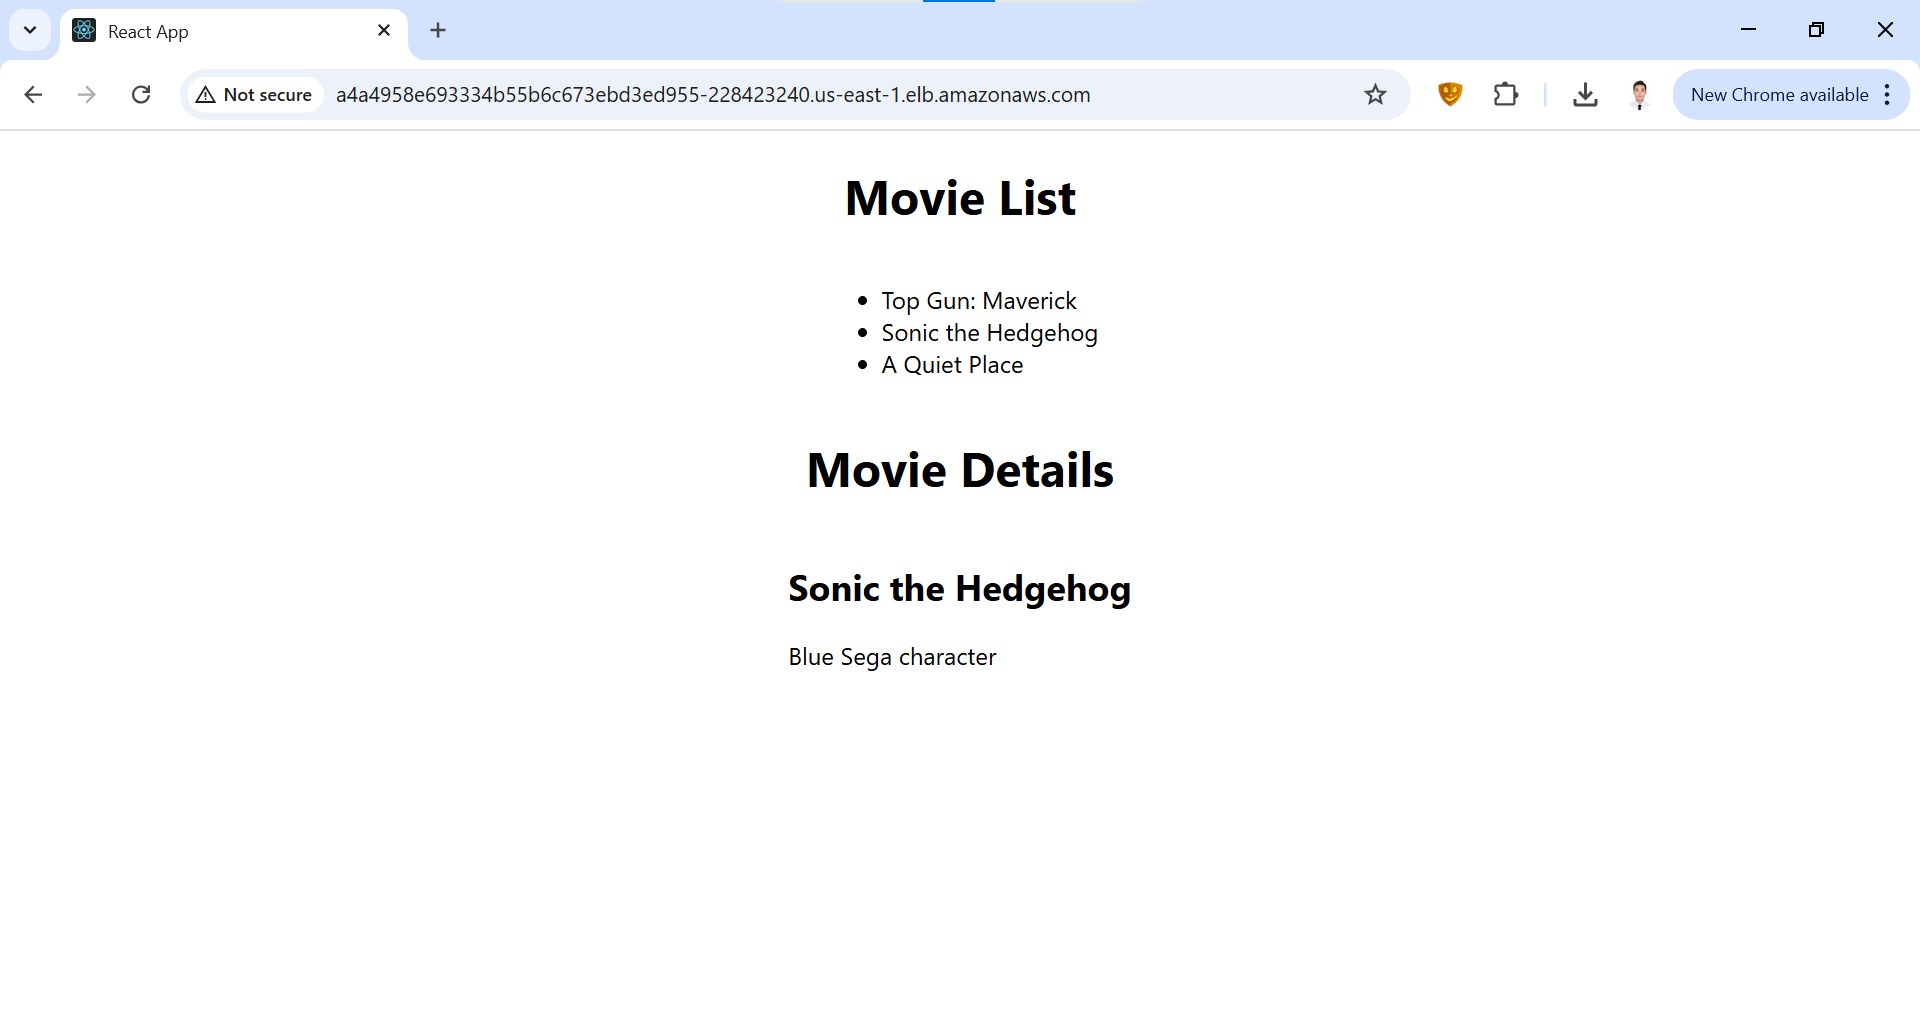 React App
Not secure
a4a4958e693334b55b6c673ebd3ed955-228423240.us-east-1.elb.amazonaws.com
New Chrome available
Movie List
Top Gun: Maverick
Sonic the Hedgehog
A Quiet Place
Movie Details
Sonic the Hedgehog
Blue Sega character